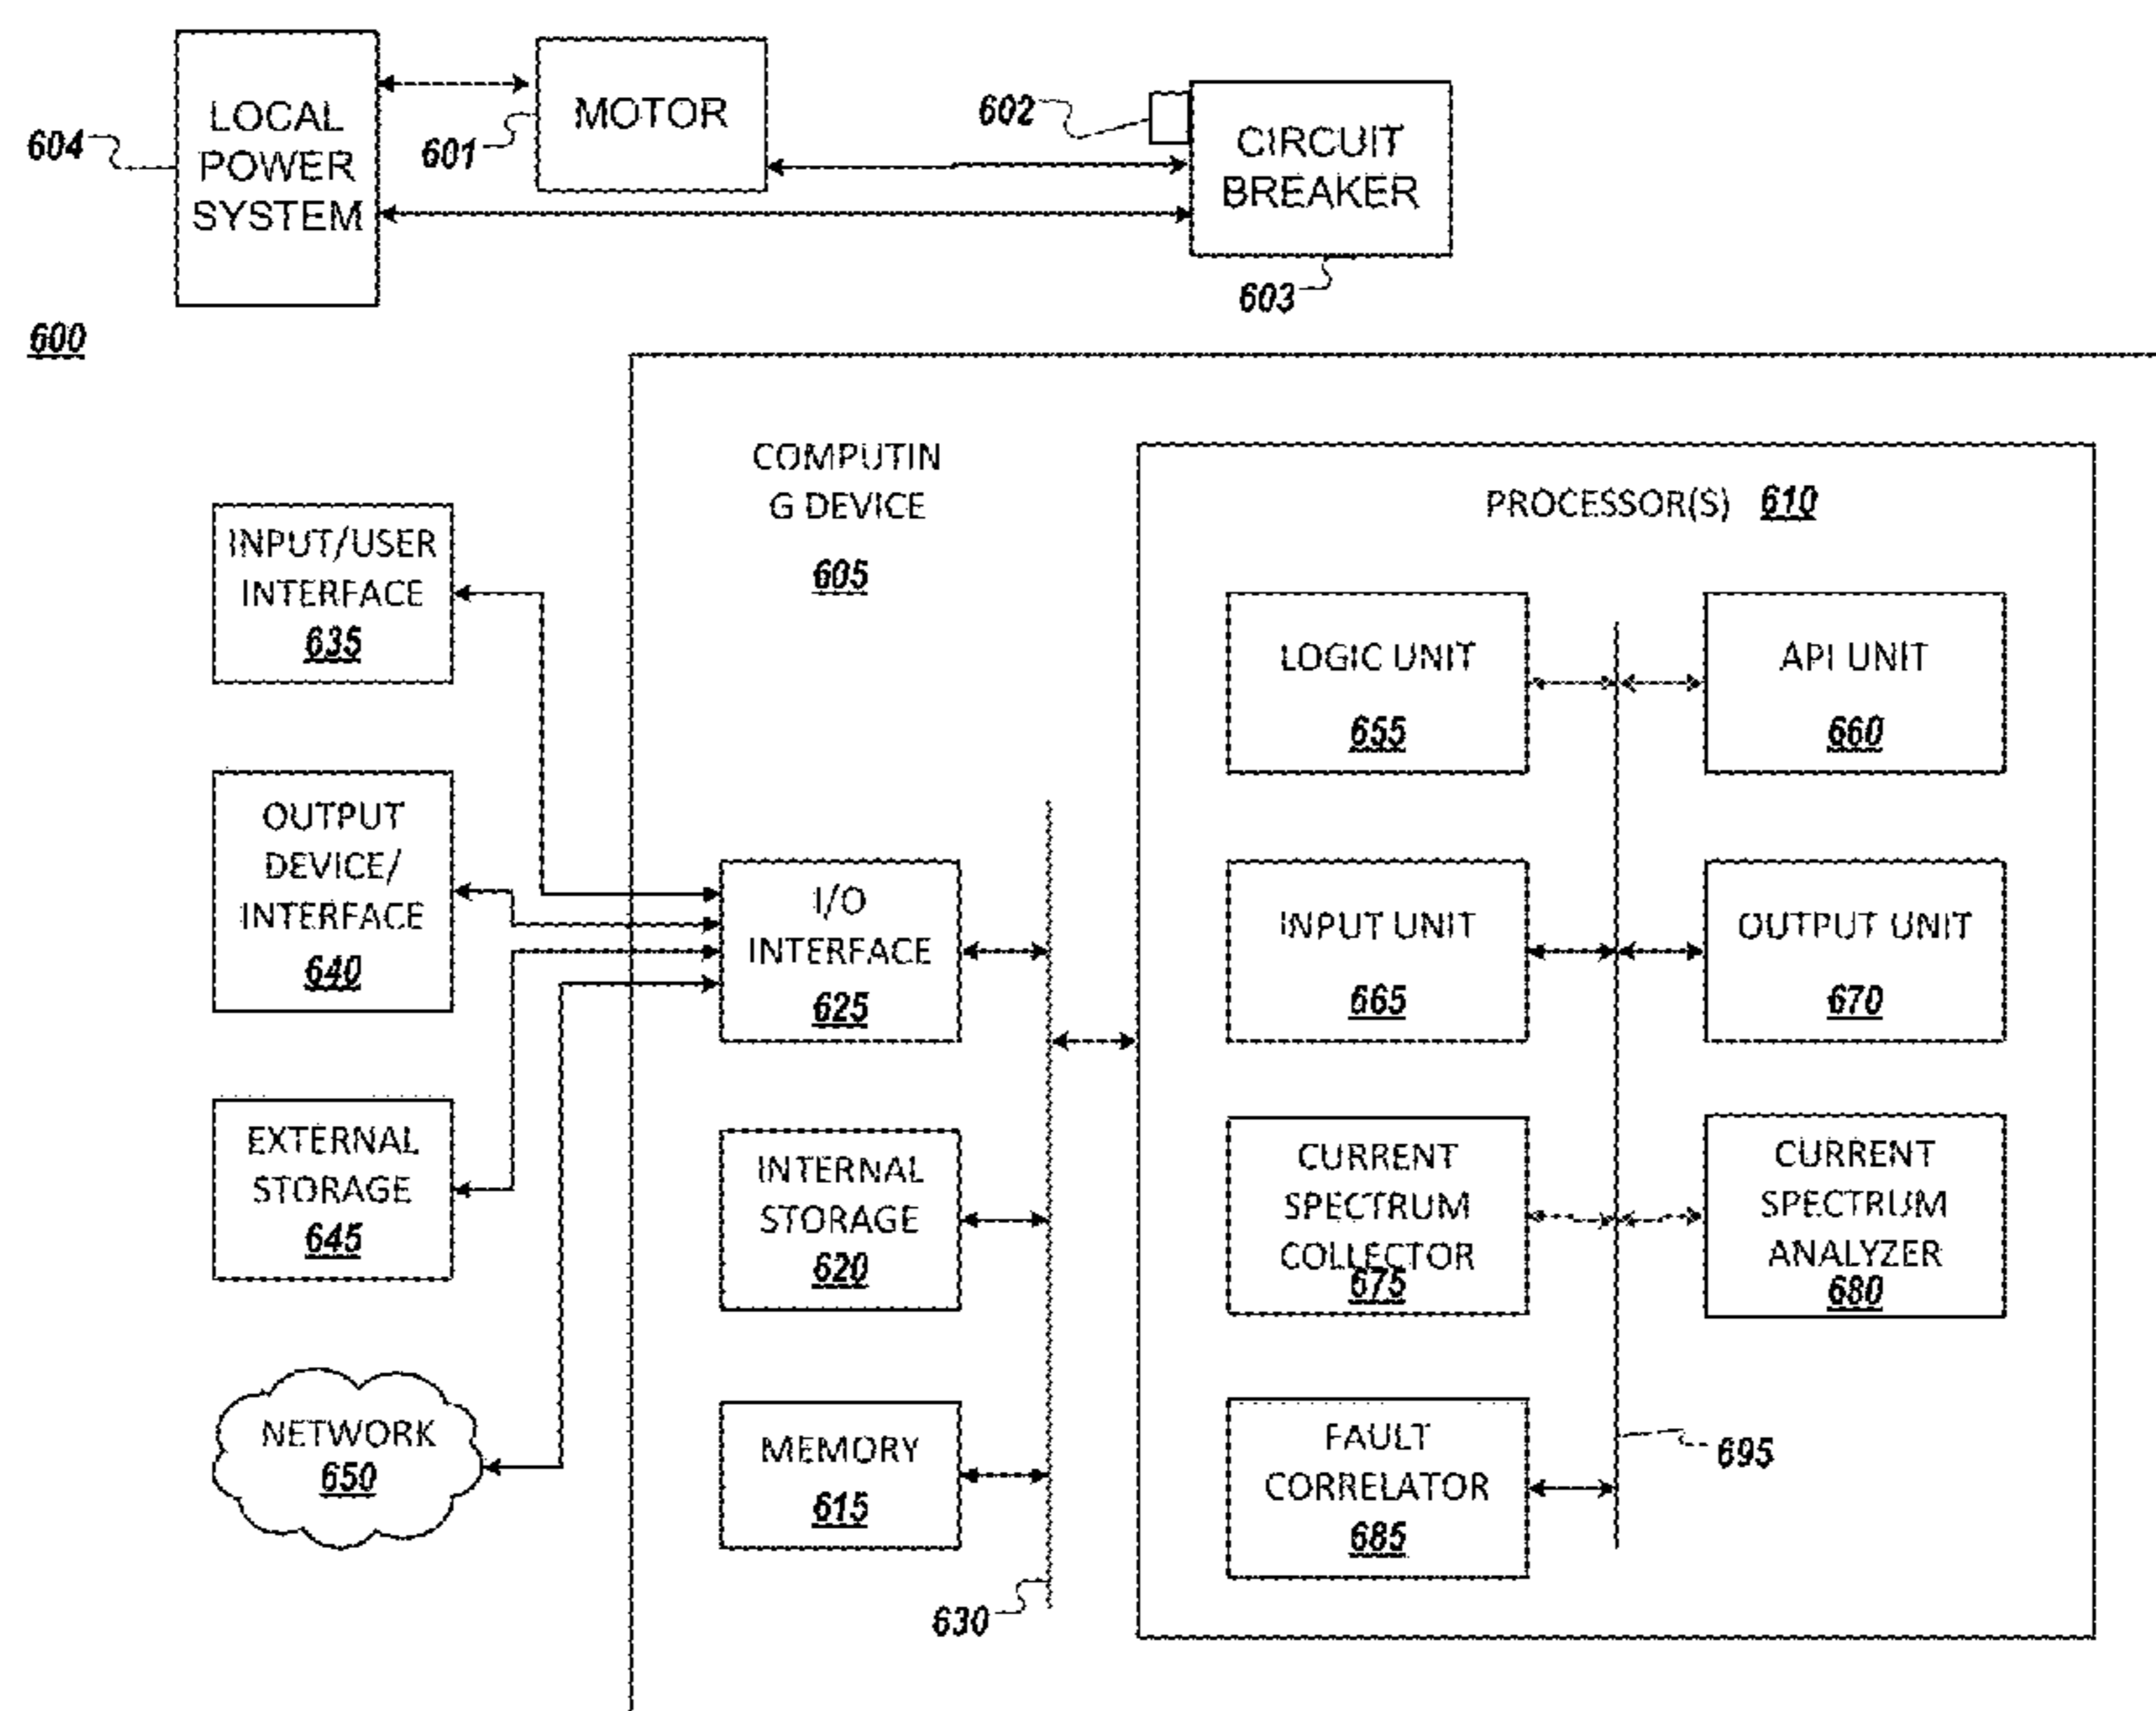 LOCAL
POWER
SYSTEM
604
MOTOR
601
602
CIRCUIT
BREAKER
603
600
COMPUTIN
G DEVICE
605
PROCESSOR(S) 610
INPUT/USER
INTERFACE
635
OUTPUT
DEVICE/
INTERFACE
640
EXTERNAL
STORAGE
645
NETWORK
650
I/O
INTERFACE
625
INTERNAL
STORAGE
620
MEMORY
615
630
LOGIC UNIT
655
API UNIT
660
INPUT UNIT
665
OUTPUT UNIT
670
CURRENT
SPECTRUM
COLLECTOR
675
CURRENT
SPECTRUM
ANALYZER
680
FAULT
CORRELATOR
685
695